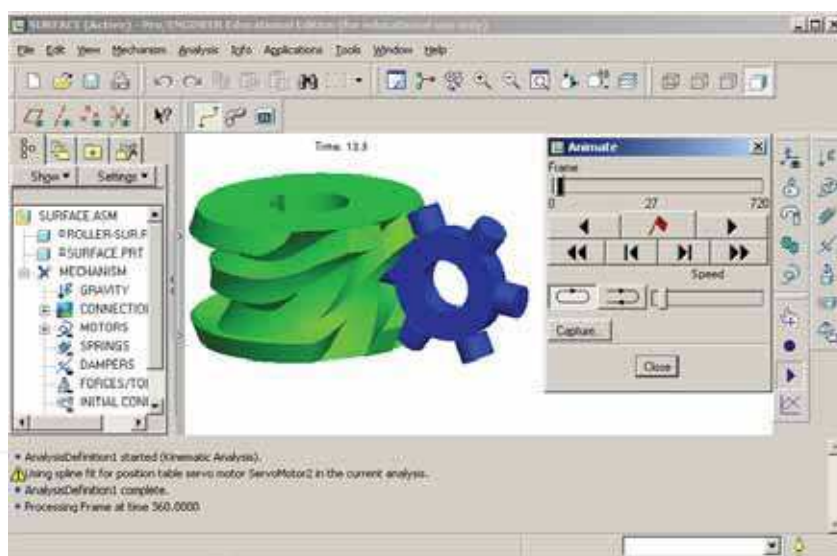 SURFACE (Active) - Pro/ENGINEER Educational Edition (for educational use only)
File Edit View Mechanism Analysis Info Applications Tools Window Help
Time: 13.5
Show Settings
SURFACE.ASM
ROLLER-SUR.F
SURFACE.PRT
MECHANISM
GRAVITY
CONNECTION
MOTORS
SPRINGS
DAMPERS
FORCES/TOR
INITIAL CON
Animate
Frame
0 27 720
Speed
Capture...
Close
AnalysisDefinition1 started (Kinematic Analysis).
Using spline fit for position table servo motor ServoMotor2 in the current analysis.
AnalysisDefinition1 complete.
Processing Frame at time 360.0000